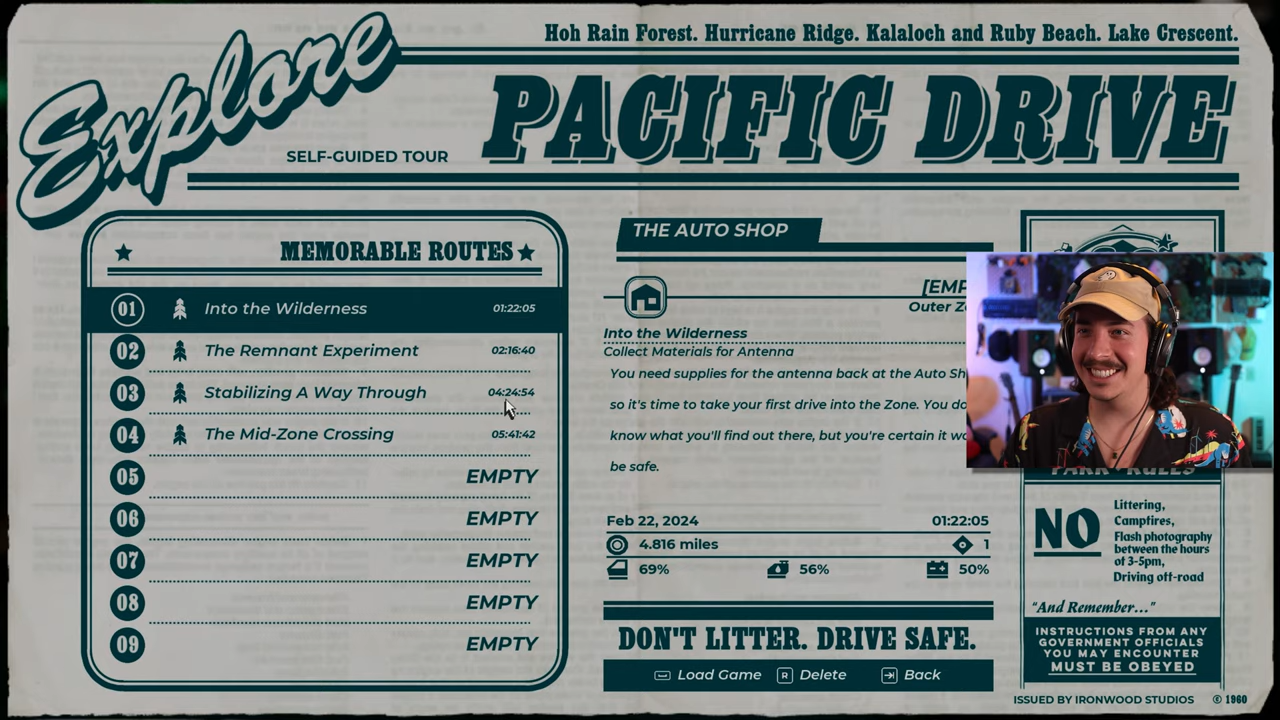 Explore
Hoh Rain Forest. Hurricane Ridge. Kalaloch and Ruby Beach. Lake Crescent.
PACIFIC DRIVE
SELF-GUIDED TOUR
MEMORABLE ROUTES
01 Into the Wilderness 01:22:05
02 The Remnant Experiment 02:16:40
03 Stabilizing A Way Through 04:24:54
04 The Mid-Zone Crossing 05:41:42
05 EMPTY
06 EMPTY
07 EMPTY
08 EMPTY
09 EMPTY
THE AUTO SHOP
[EMP
Outer Zo
Into the Wilderness
Collect Materials for Antenna
You need supplies for the antenna back at the Auto Sh
so it's time to take your first drive into the Zone. You do
know what you'll find out there, but you're certain it wo
be safe.
Feb 22, 2024 01:22:05
4.816 miles 1
69% 56% 50%
DON'T LITTER. DRIVE SAFE.
Load Game R Delete Back
PARK RULES
NO
Littering,
Campfires,
Flash photography
between the hours
of 3-5pm,
Driving off-road
"And Remember..."
INSTRUCTIONS FROM ANY
GOVERNMENT OFFICIALS
YOU MAY ENCOUNTER
MUST BE OBEYED
ISSUED BY IRONWOOD STUDIOS © 1960